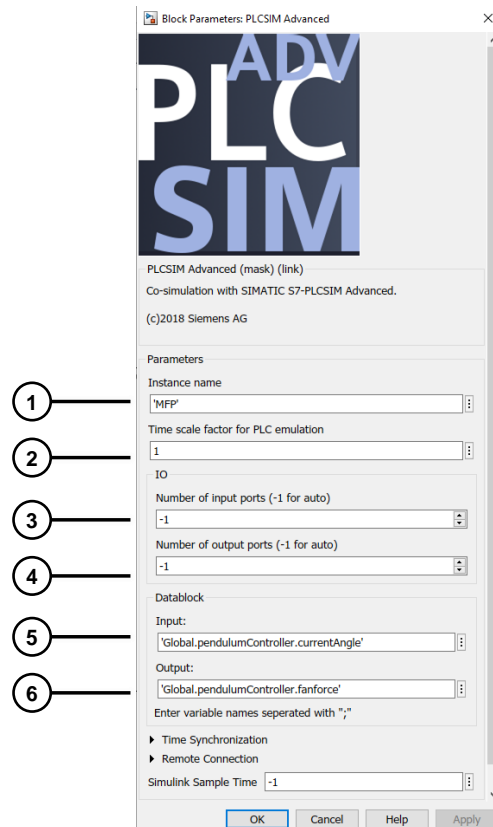 Block Parameters: PLCSIM Advanced
ADV
PLC
SIM
PLCSIM Advanced (mask) (link)
Co-simulation with SIMATIC S7-PLCSIM Advanced.
(c)2018 Siemens AG
Parameters
Instance name
1
'MFP'
Time scale factor for PLC emulation
2
1
IO
Number of input ports (-1 for auto)
3
-1
Number of output ports (-1 for auto)
4
-1
Datablock
Input:
5
'Global.pendulumController.currentAngle'
Output:
6
'Global.pendulumController.fanforce'
Enter variable names seperated with ";"
Time Synchronization
Remote Connection
Simulink Sample Time -1
OK Cancel Help Apply